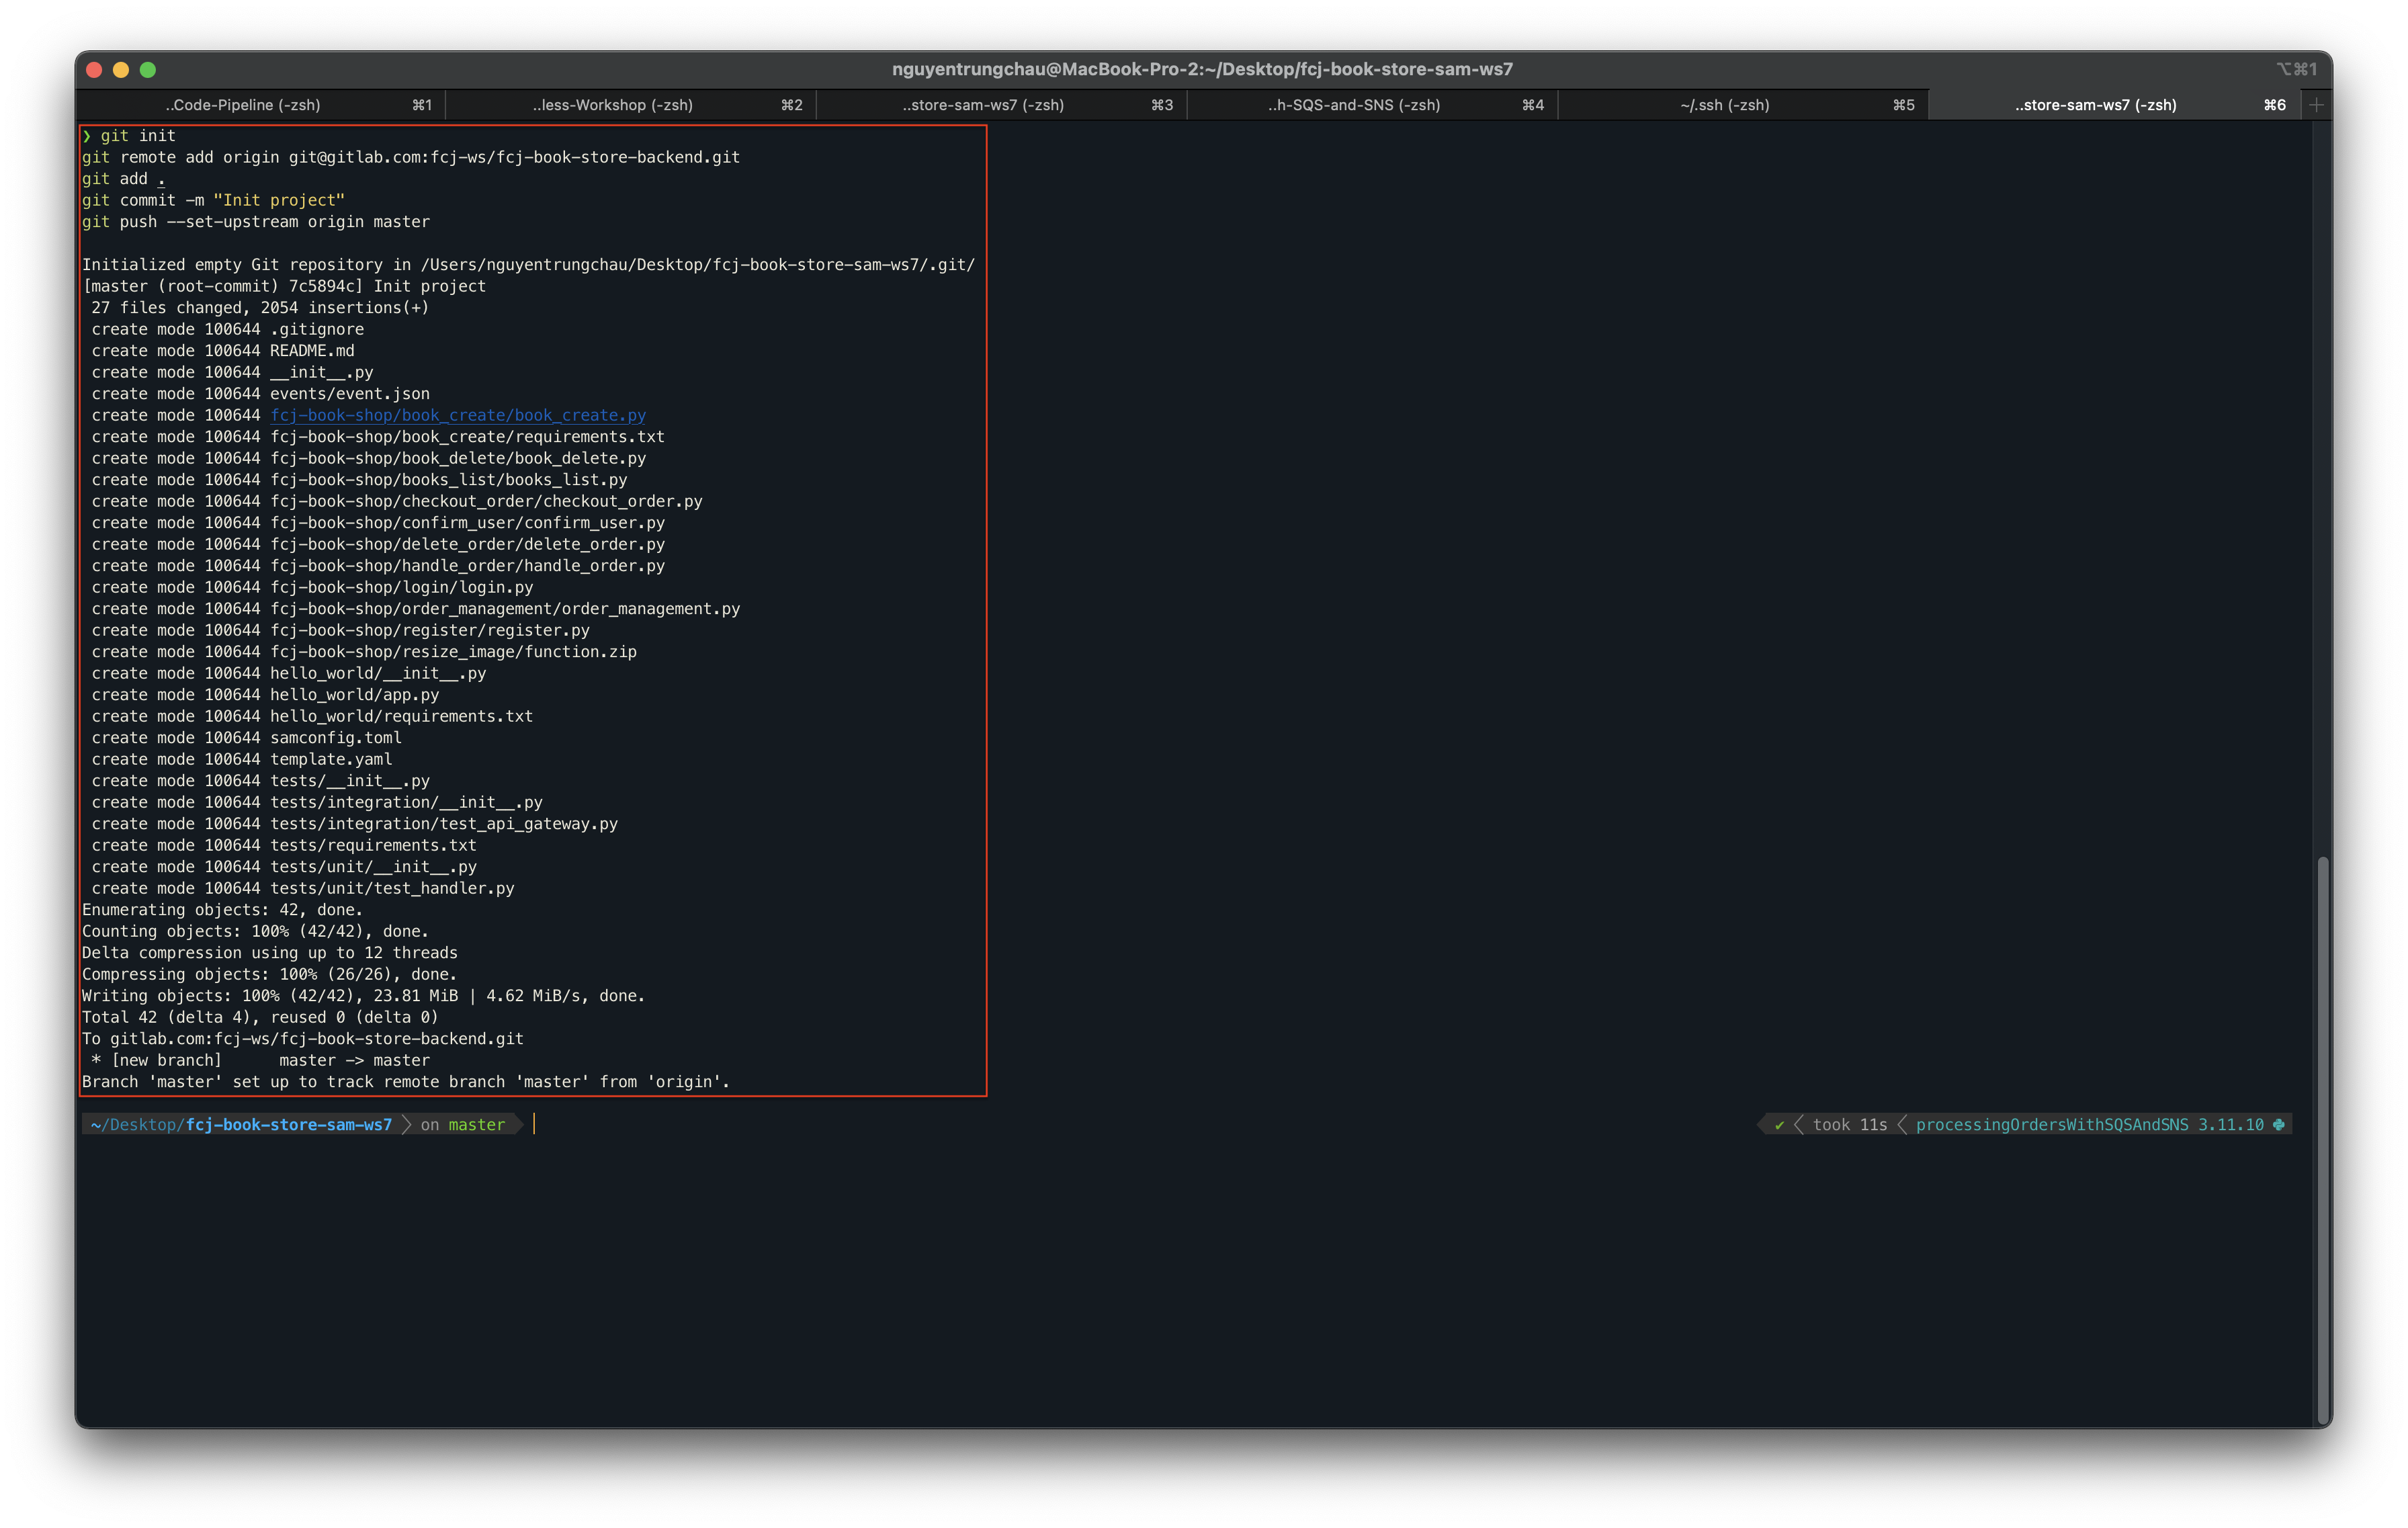 nguyentrungchau@MacBook-Pro-2:~/Desktop/fcj-book-store-sam-ws7 ⌥⌘1
..Code-Pipeline (-zsh) ⌘1 ..less-Workshop (-zsh) ⌘2 ..store-sam-ws7 (-zsh) ⌘3 ..h-SQS-and-SNS (-zsh) ⌘4 ~/.ssh (-zsh) ⌘5 ..store-sam-ws7 (-zsh) ⌘6 +
❯ git init
git remote add origin git@gitlab.com:fcj-ws/fcj-book-store-backend.git
git add .
git commit -m "Init project"
git push --set-upstream origin master
Initialized empty Git repository in /Users/nguyentrungchau/Desktop/fcj-book-store-sam-ws7/.git/
[master (root-commit) 7c5894c] Init project
27 files changed, 2054 insertions(+)
create mode 100644 .gitignore
create mode 100644 README.md
create mode 100644 __init__.py
create mode 100644 events/event.json
create mode 100644 fcj-book-shop/book_create/book_create.py
create mode 100644 fcj-book-shop/book_create/requirements.txt
create mode 100644 fcj-book-shop/book_delete/book_delete.py
create mode 100644 fcj-book-shop/books_list/books_list.py
create mode 100644 fcj-book-shop/checkout_order/checkout_order.py
create mode 100644 fcj-book-shop/confirm_user/confirm_user.py
create mode 100644 fcj-book-shop/delete_order/delete_order.py
create mode 100644 fcj-book-shop/handle_order/handle_order.py
create mode 100644 fcj-book-shop/login/login.py
create mode 100644 fcj-book-shop/order_management/order_management.py
create mode 100644 fcj-book-shop/register/register.py
create mode 100644 fcj-book-shop/resize_image/function.zip
create mode 100644 hello_world/__init__.py
create mode 100644 hello_world/app.py
create mode 100644 hello_world/requirements.txt
create mode 100644 samconfig.toml
create mode 100644 template.yaml
create mode 100644 tests/__init__.py
create mode 100644 tests/integration/__init__.py
create mode 100644 tests/integration/test_api_gateway.py
create mode 100644 tests/requirements.txt
create mode 100644 tests/unit/__init__.py
create mode 100644 tests/unit/test_handler.py
Enumerating objects: 42, done.
Counting objects: 100% (42/42), done.
Delta compression using up to 12 threads
Compressing objects: 100% (26/26), done.
Writing objects: 100% (42/42), 23.81 MiB | 4.62 MiB/s, done.
Total 42 (delta 4), reused 0 (delta 0)
To gitlab.com:fcj-ws/fcj-book-store-backend.git
* [new branch] master -> master
Branch 'master' set up to track remote branch 'master' from 'origin'.
~/Desktop/fcj-book-store-sam-ws7 on master ✔ took 11s processingOrdersWithSQSAndSNS 3.11.10